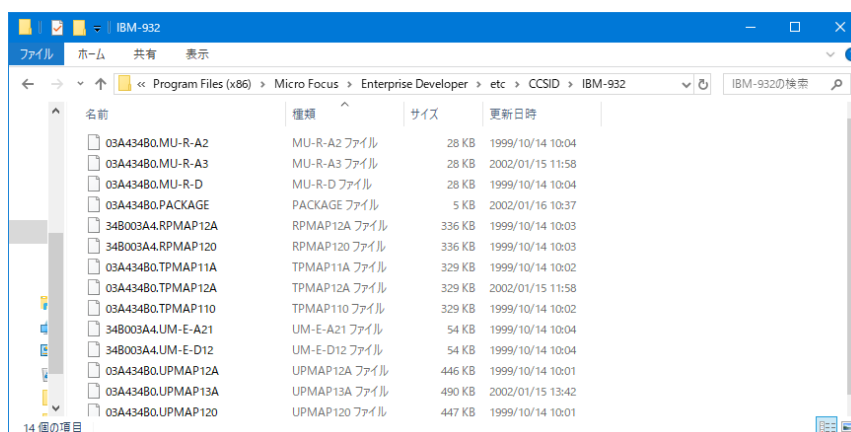 IBM-932
ファイル ホーム 共有 表示
« Program Files (x86) › Micro Focus › Enterprise Developer › etc › CCSID › IBM-932 IBM-932の検索
名前 種類 サイズ 更新日時
03A434B0.MU-R-A2 MU-R-A2 ファイル 28 KB 1999/10/14 10:04
03A434B0.MU-R-A3 MU-R-A3 ファイル 28 KB 2002/01/15 11:58
03A434B0.MU-R-D MU-R-D ファイル 28 KB 1999/10/14 10:04
03A434B0.PACKAGE PACKAGE ファイル 5 KB 2002/01/16 10:37
34B003A4.RPMAP12A RPMAP12A ファイル 336 KB 1999/10/14 10:03
34B003A4.RPMAP120 RPMAP120 ファイル 336 KB 1999/10/14 10:03
03A434B0.TPMAP11A TPMAP11A ファイル 329 KB 1999/10/14 10:02
03A434B0.TPMAP12A TPMAP12A ファイル 329 KB 2002/01/15 11:58
03A434B0.TPMAP110 TPMAP110 ファイル 329 KB 1999/10/14 10:02
34B003A4.UM-E-A21 UM-E-A21 ファイル 54 KB 1999/10/14 10:04
34B003A4.UM-E-D12 UM-E-D12 ファイル 54 KB 1999/10/14 10:04
03A434B0.UPMAP12A UPMAP12A ファイル 446 KB 1999/10/14 10:01
03A434B0.UPMAP13A UPMAP13A ファイル 490 KB 2002/01/15 13:42
03A434B0.UPMAP120 UPMAP120 ファイル 447 KB 1999/10/14 10:01
14 個の項目